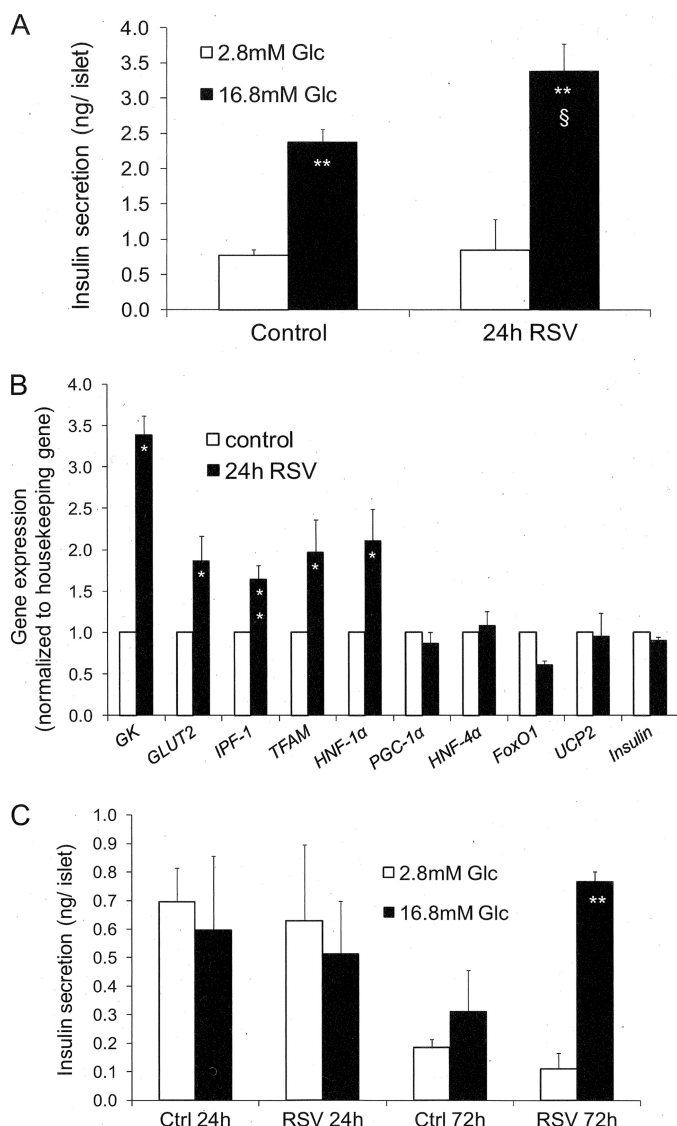 A
Insulin secretion (ng/ islet)
4.0
3.5
3.0
2.5
2.0
1.5
1.0
0.5
0.0
2.8mM Glc
16.8mM Glc
**
**
§
Control
24h RSV
B
Gene expression
(normalized to housekeeping gene)
4.0
3.5
3.0
2.5
2.0
1.5
1.0
0.5
0.0
control
24h RSV
*
*
*
*
*
*
GK
GLUT2
IPF-1
TFAM
HNF-1α
PGC-1α
HNF-4α
FoxO1
UCP2
Insulin
C
Insulin secretion (ng/ islet)
1.0
0.9
0.8
0.7
0.6
0.5
0.4
0.3
0.2
0.1
0.0
2.8mM Glc
16.8mM Glc
**
Ctrl 24h
RSV 24h
Ctrl 72h
RSV 72h